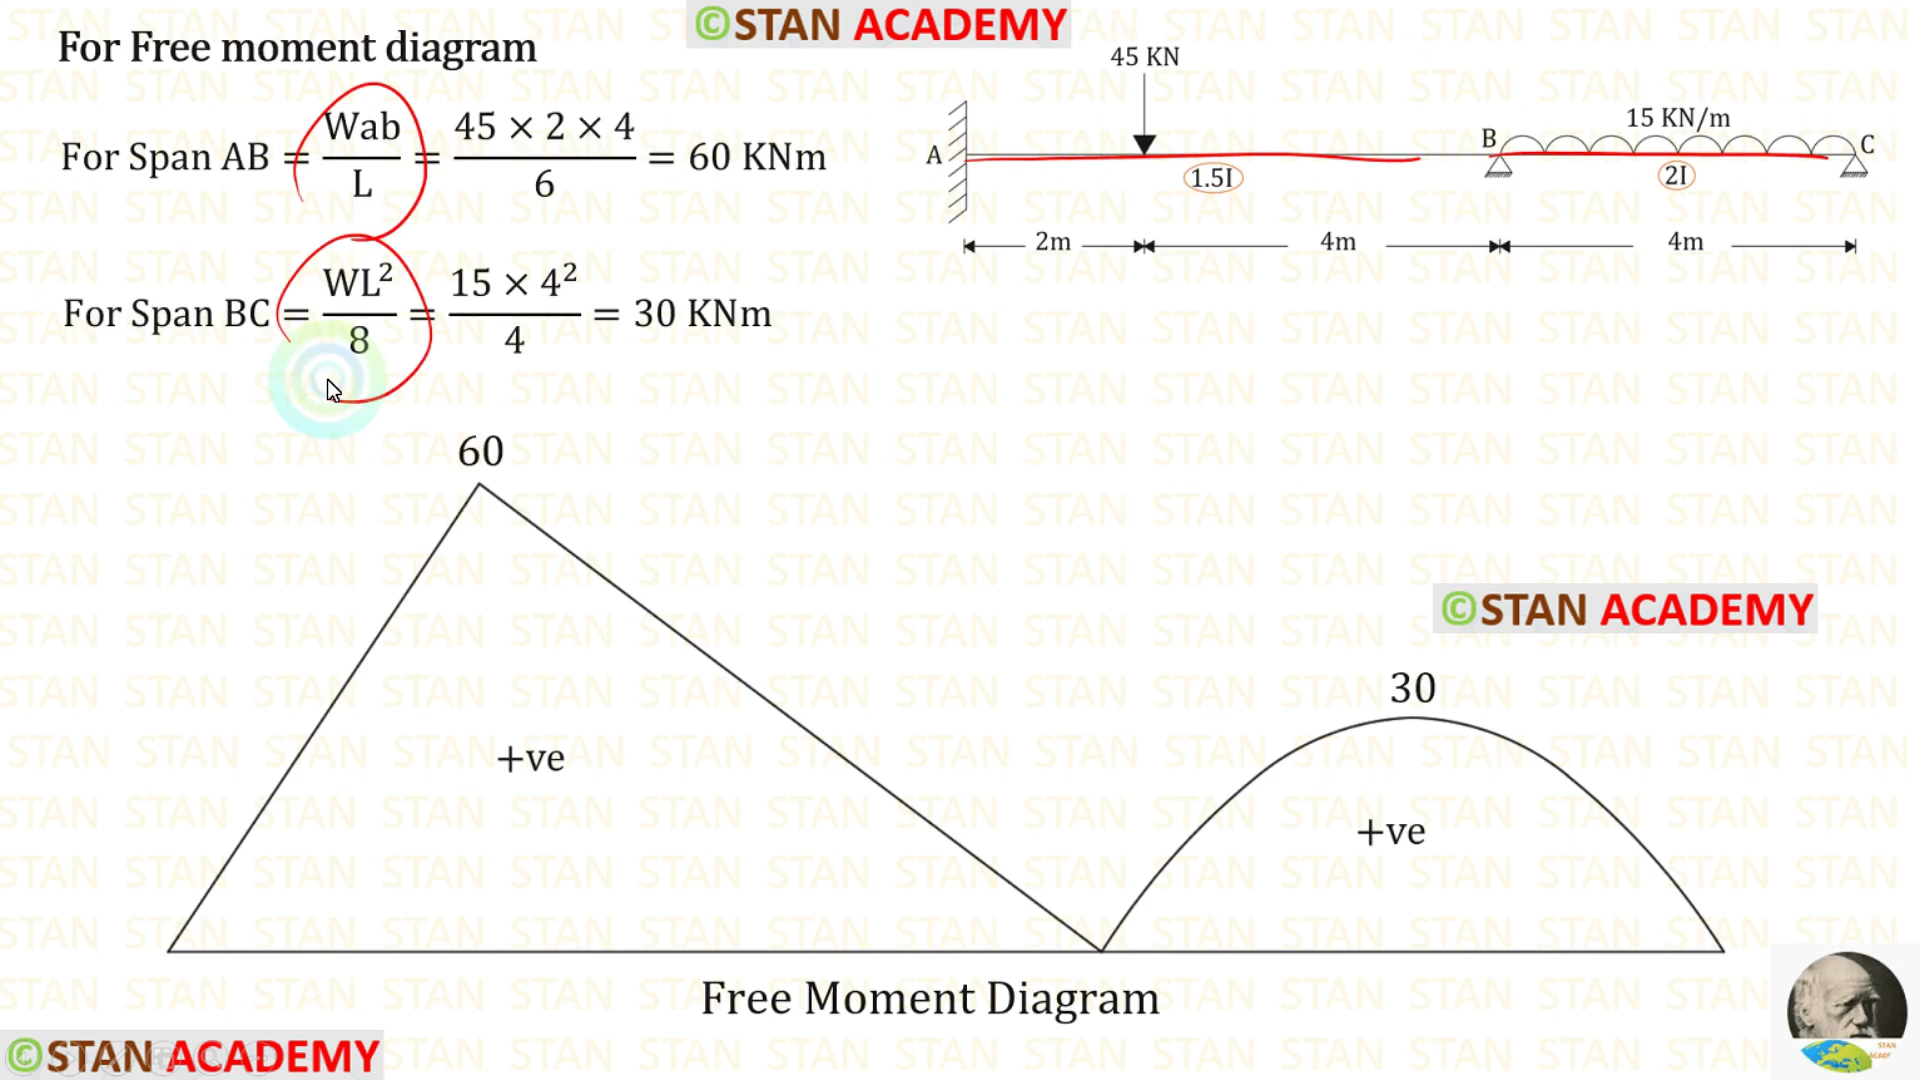 ©STAN ACADEMY
For Free moment diagram
For Span AB = Wab/L = 45 × 2 × 4/6 = 60 KNm
For Span BC = WL²/8 = 15 × 4²/4 = 30 KNm
45 KN
15 KN/m
A
B
C
1.5I
2I
2m
4m
4m
60
+ve
©STAN ACADEMY
30
+ve
Free Moment Diagram
©STAN ACADEMY
STAN